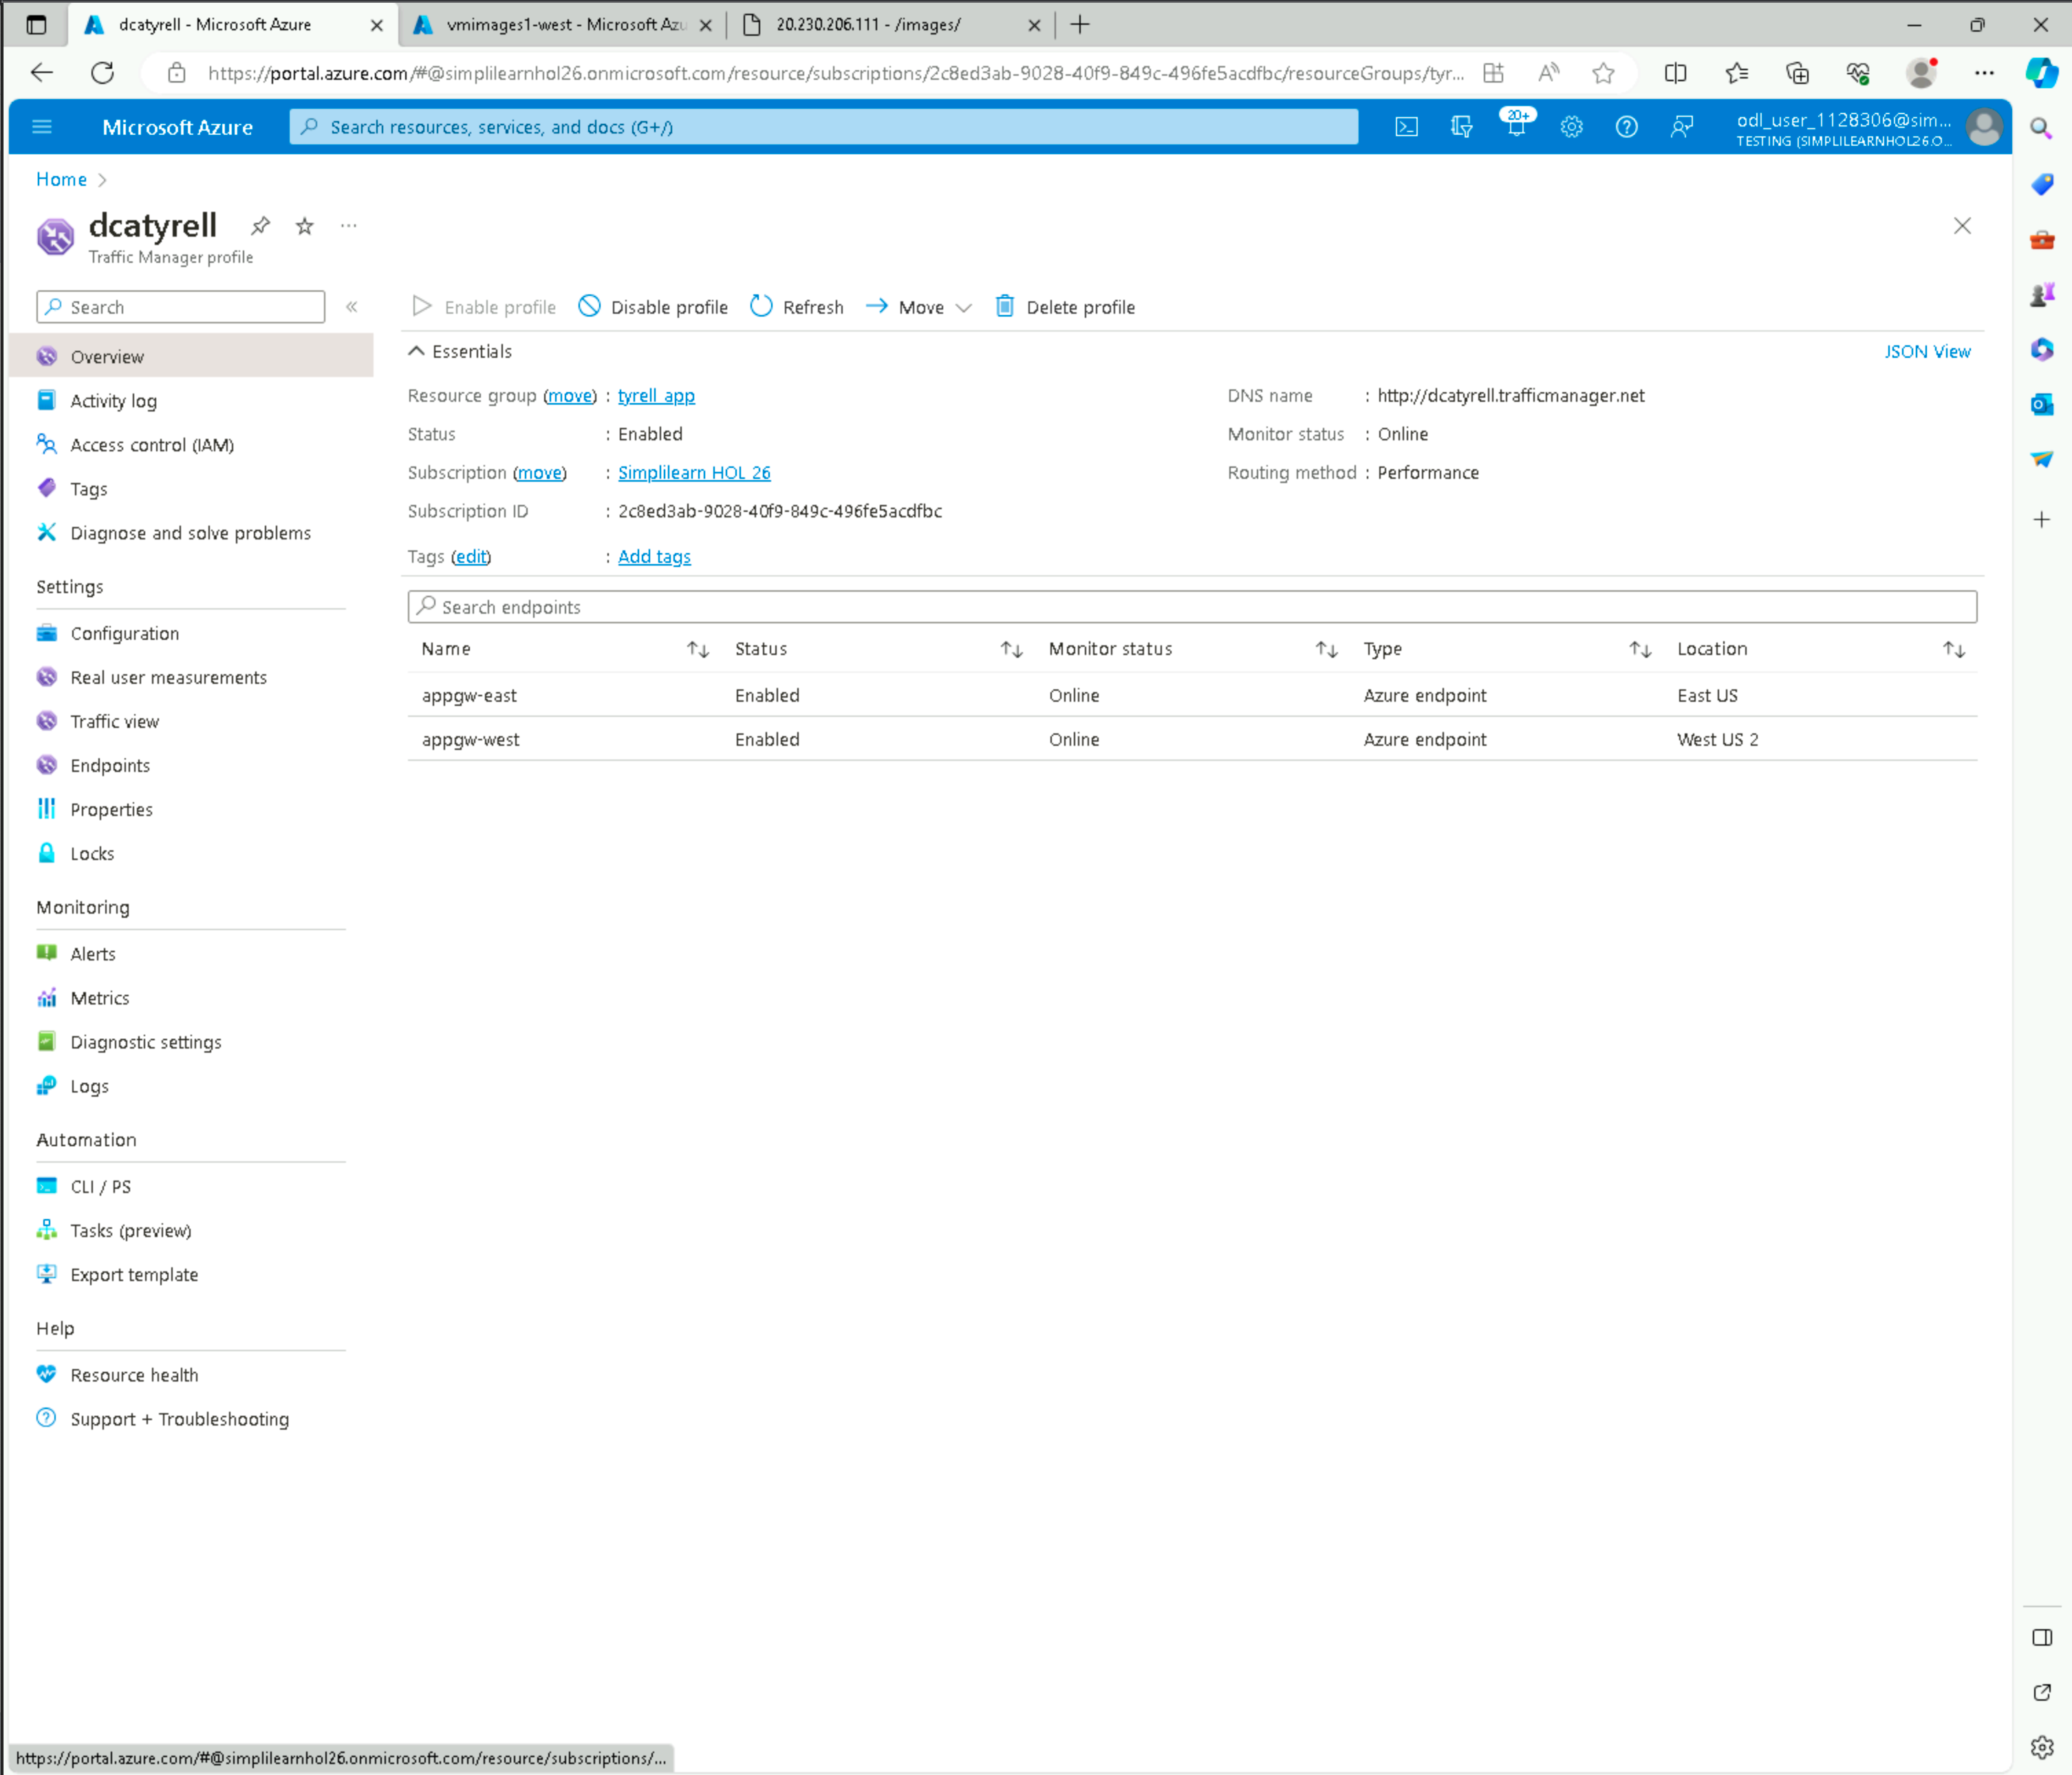 dcatyrell - Microsoft Azure
vmimages1-west - Microsoft Azu
20.230.206.111 - /images/
https://portal.azure.com/#@simplilearnhol26.onmicrosoft.com/resource/subscriptions/2c8ed3ab-9028-40f9-849c-496fe5acdfbc/resourceGroups/tyr...
Microsoft Azure
Search resources, services, and docs (G+/)
20+
odl_user_1128306@sim...
TESTING (SIMPLILEARNHOL26.O...
Home >
dcatyrell
Traffic Manager profile
Search
Overview
Activity log
Access control (IAM)
Tags
Diagnose and solve problems
Settings
Configuration
Real user measurements
Traffic view
Endpoints
Properties
Locks
Monitoring
Alerts
Metrics
Diagnostic settings
Logs
Automation
CLI / PS
Tasks (preview)
Export template
Help
Resource health
Support + Troubleshooting
Enable profile Disable profile Refresh Move Delete profile
Essentials
JSON View
Resource group (move) : tyrell_app
Status : Enabled
Subscription (move) : Simplilearn HOL 26
Subscription ID : 2c8ed3ab-9028-40f9-849c-496fe5acdfbc
Tags (edit) : Add tags
DNS name : http://dcatyrell.trafficmanager.net
Monitor status : Online
Routing method : Performance
Search endpoints
Name Status Monitor status Type Location
appgw-east Enabled Online Azure endpoint East US
appgw-west Enabled Online Azure endpoint West US 2
https://portal.azure.com/#@simplilearnhol26.onmicrosoft.com/resource/subscriptions/...